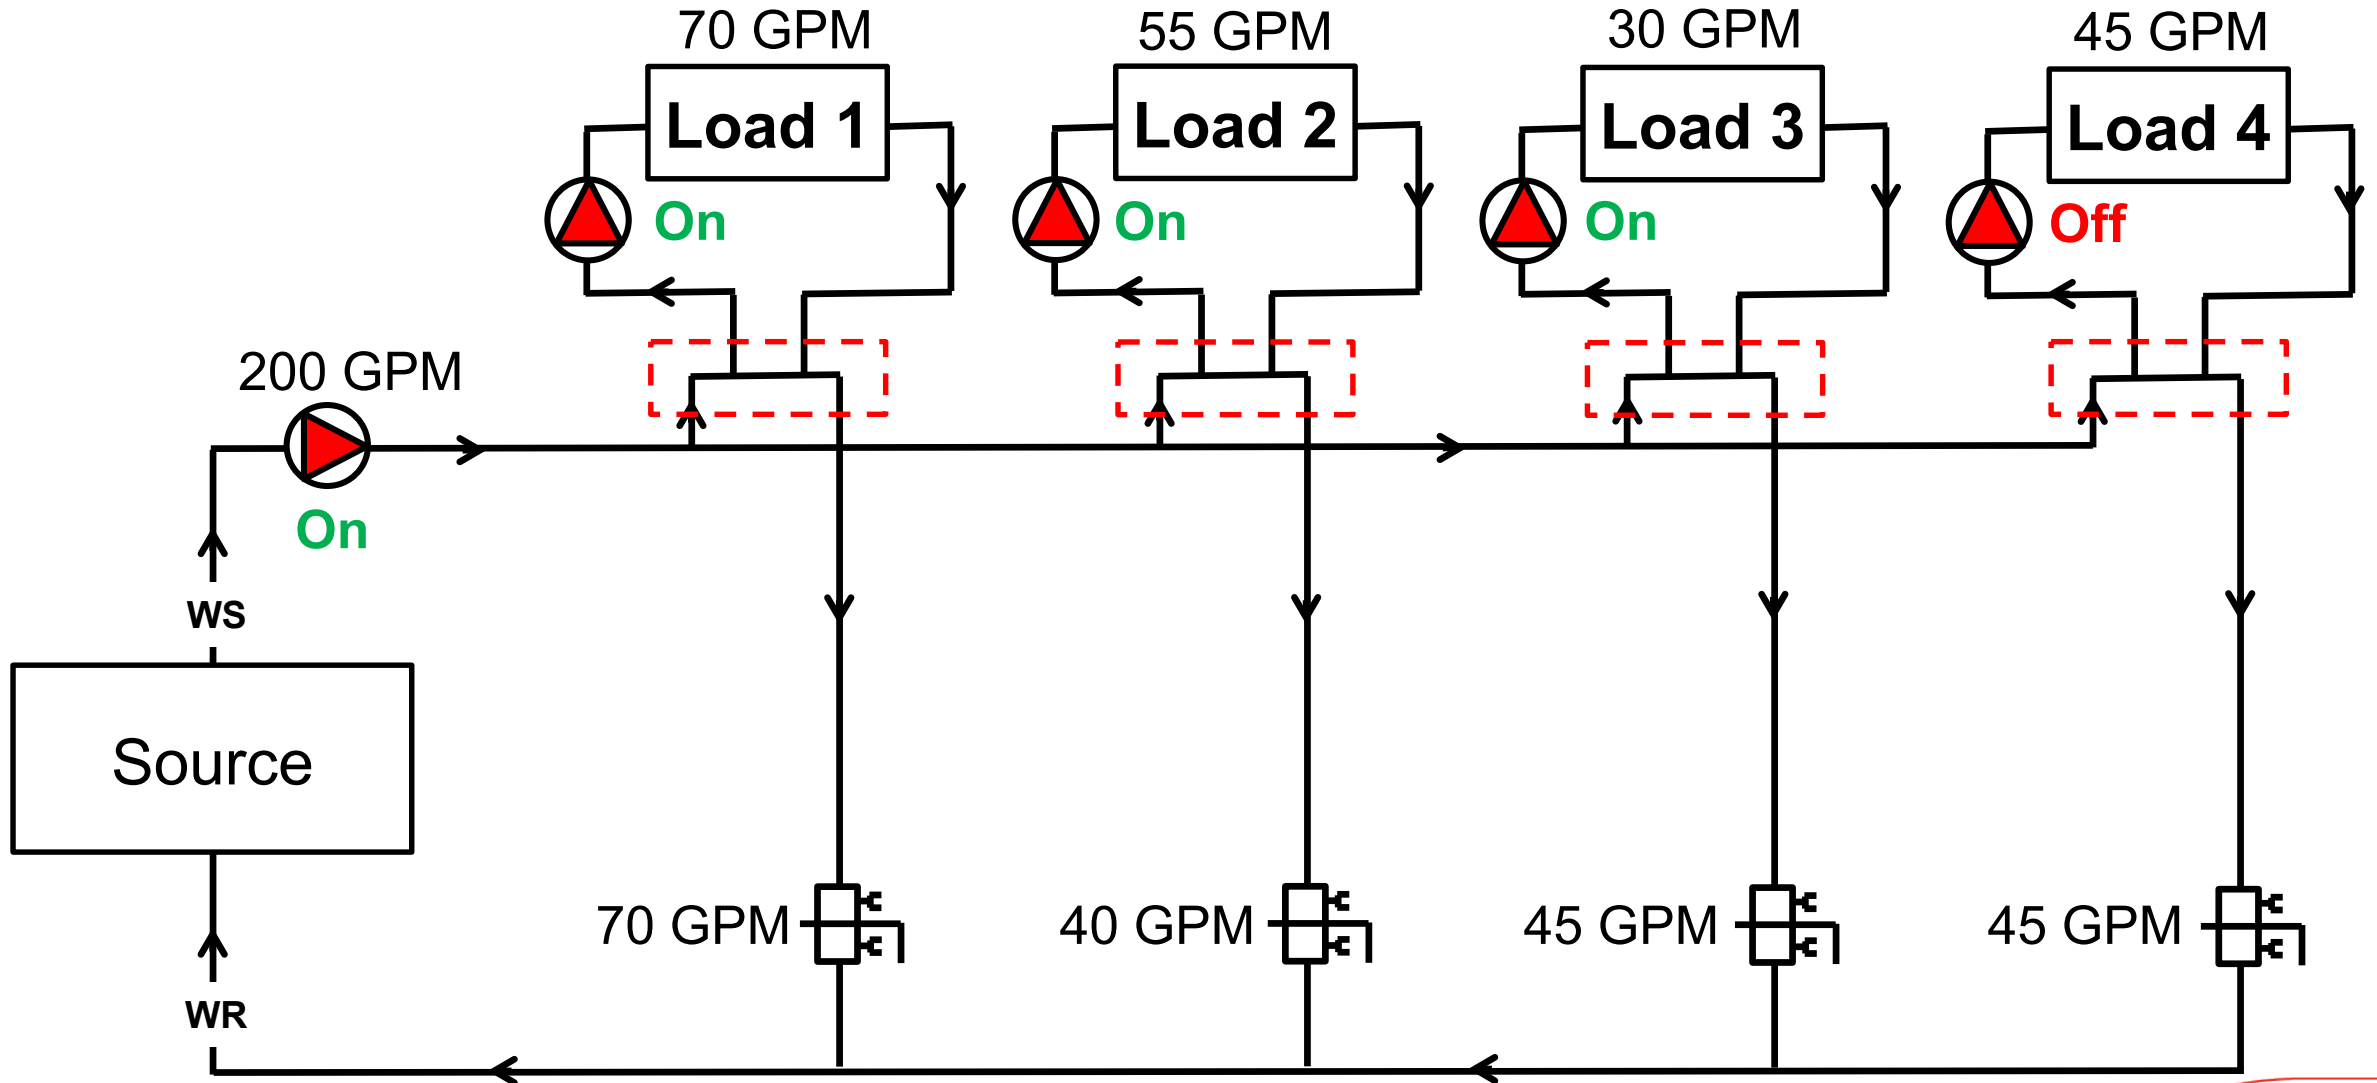 70 GPM
55 GPM
30 GPM
45 GPM
Load 1
Load 2
Load 3
Load 4
On
On
On
Off
200 GPM
On
WS
Source
70 GPM
40 GPM
45 GPM
45 GPM
WR